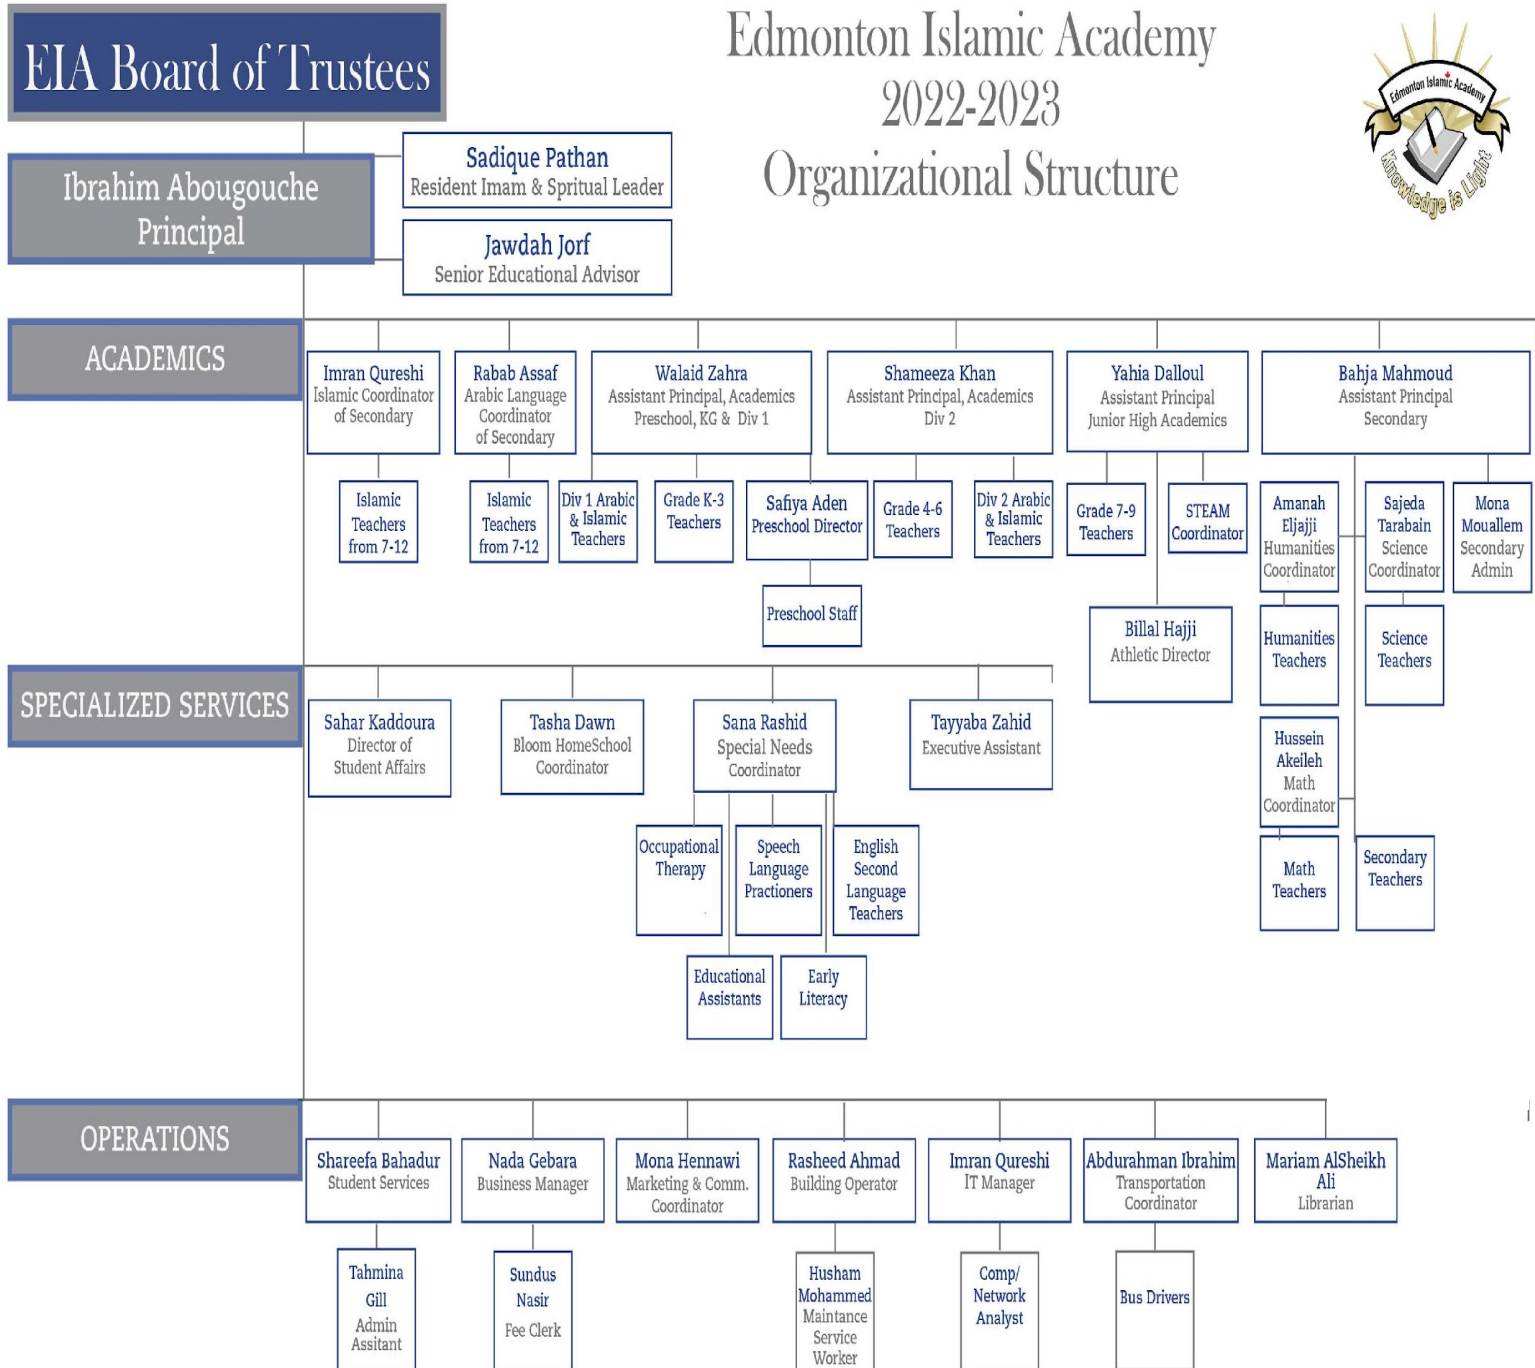 EIA Board of Trustees
Edmonton Islamic Academy
2022-2023
Organizational Structure
Edmonton Islamic Academy
Knowledge is Light
Ibrahim Abougouche
Principal
Sadique Pathan
Resident Imam & Spritual Leader
Jawdah Jorf
Senior Educational Advisor
ACADEMICS
Imran Qureshi
Islamic Coordinator
of Secondary
Rabab Assaf
Arabic Language
Coordinator
of Secondary
Walaid Zahra
Assistant Principal, Academics
Preschool, KG & Div 1
Shameeza Khan
Assistant Principal, Academics
Div 2
Yahia Dalloul
Assistant Principal
Junior High Academics
Bahja Mahmoud
Assistant Principal
Secondary
Islamic
Teachers
from 7-12
Islamic
Teachers
from 7-12
Div 1 Arabic
& Islamic
Teachers
Grade K-3
Teachers
Safiya Aden
Preschool Director
Grade 4-6
Teachers
Div 2 Arabic
& Islamic
Teachers
Grade 7-9
Teachers
STEAM
Coordinator
Amanah
Eljajji
Humanities
Coordinator
Sajeda
Tarabain
Science
Coordinator
Mona
Mouallem
Secondary
Admin
Preschool Staff
Billal Hajji
Athletic Director
Humanities
Teachers
Science
Teachers
SPECIALIZED SERVICES
Sahar Kaddoura
Director of
Student Affairs
Tasha Dawn
Bloom HomeSchool
Coordinator
Sana Rashid
Special Needs
Coordinator
Tayyaba Zahid
Executive Assistant
Hussein
Akeileh
Math
Coordinator
Occupational
Therapy
Speech
Language
Practioners
English
Second
Language
Teachers
Math
Teachers
Secondary
Teachers
Educational
Assistants
Early
Literacy
OPERATIONS
Shareefa Bahadur
Student Services
Nada Gebara
Business Manager
Mona Hennawi
Marketing & Comm.
Coordinator
Rasheed Ahmad
Building Operator
Imran Qureshi
IT Manager
Abdurahman Ibrahim
Transportation
Coordinator
Mariam AlSheikh
Ali
Librarian
Tahmina
Gill
Admin
Assitant
Sundus
Nasir
Fee Clerk
Husham
Mohammed
Maintance
Service
Worker
Comp/
Network
Analyst
Bus Drivers